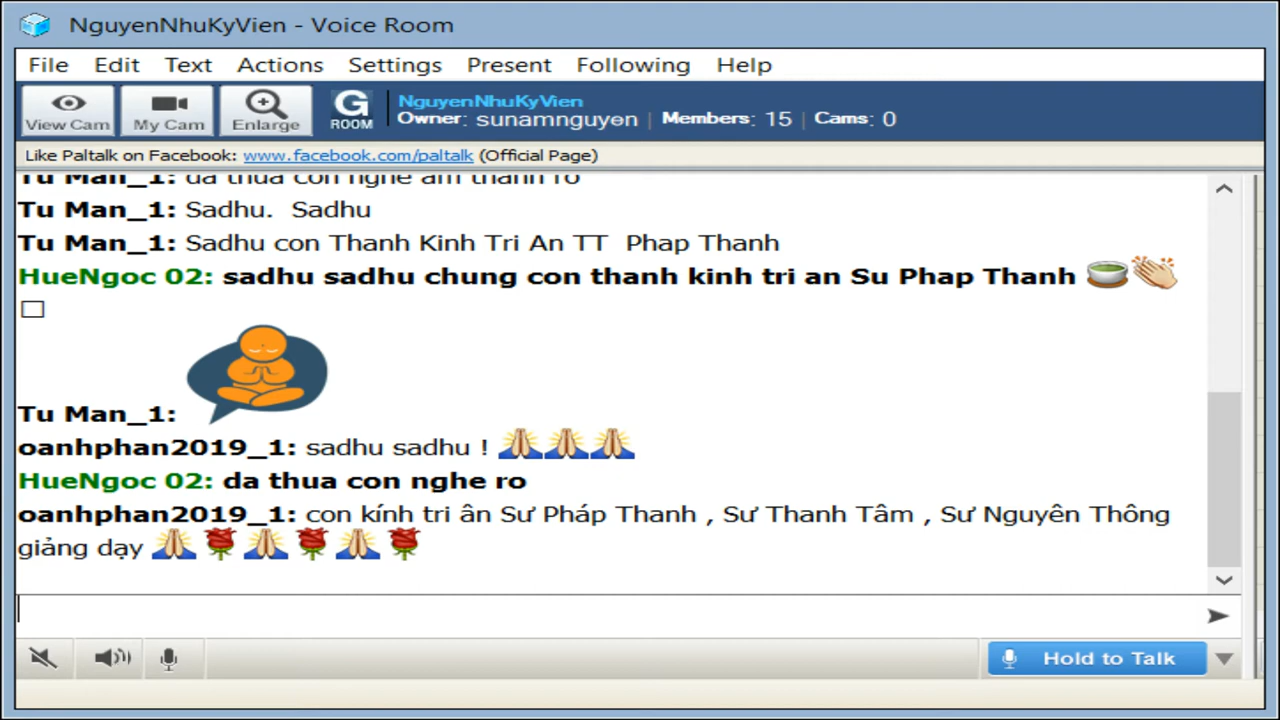 NguyenNhuKyVien - Voice Room
File Edit Text Actions Settings Present Following Help
View Cam My Cam Enlarge G ROOM NguyenNhuKyVien
Owner: sunamnguyen | Members: 15 | Cams: 0
Like Paltalk on Facebook: www.facebook.com/paltalk (Official Page)
Tu Man_1: da thua con nghe am thanh ro
Tu Man_1: Sadhu. Sadhu
Tu Man_1: Sadhu con Thanh Kinh Tri An TT Phap Thanh
HueNgoc 02: sadhu sadhu chung con thanh kinh tri an Su Phap Thanh 🍵👏
□
Tu Man_1:
oanhphan2019_1: sadhu sadhu ! 🙏🙏🙏
HueNgoc 02: da thua con nghe ro
oanhphan2019_1: con kính tri ân Sư Pháp Thanh , Sư Thanh Tâm , Sư Nguyên Thông
giảng dạy 🙏🌹🙏🌹🙏🌹
Hold to Talk